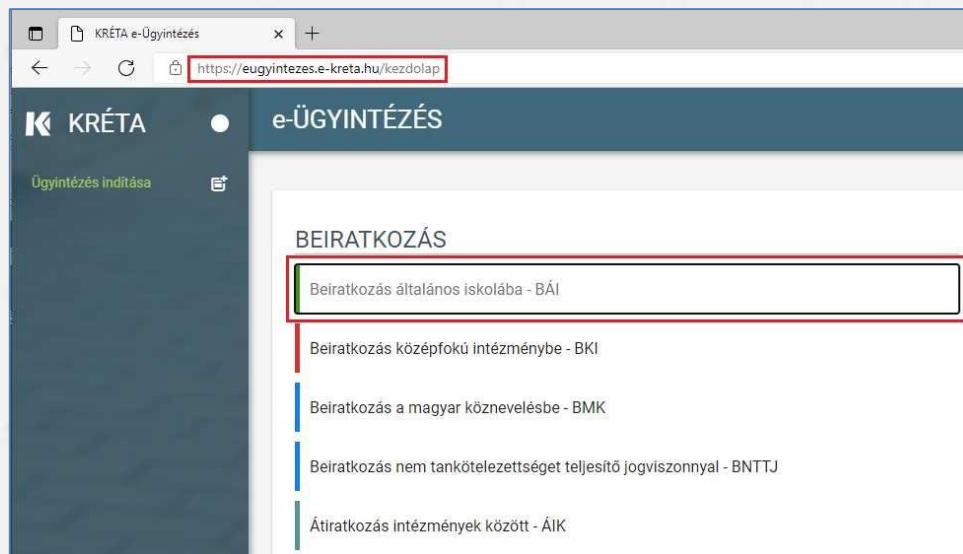 KRÉTA e-Ügyintézés
https://eugyintezes.e-kreta.hu/kezdolap
KRÉTA
e-ÜGYINTÉZÉS
Ügyintézés indítása
BEIRATKOZÁS
Beiratkozás általános iskolába - BÁI
Beiratkozás középfokú intézménybe - BKI
Beiratkozás a magyar köznevelésbe - BMK
Beiratkozás nem tankötelezettséget teljesítő jogviszonnyal - BNTTJ
Átiratkozás intézmények között - ÁIK